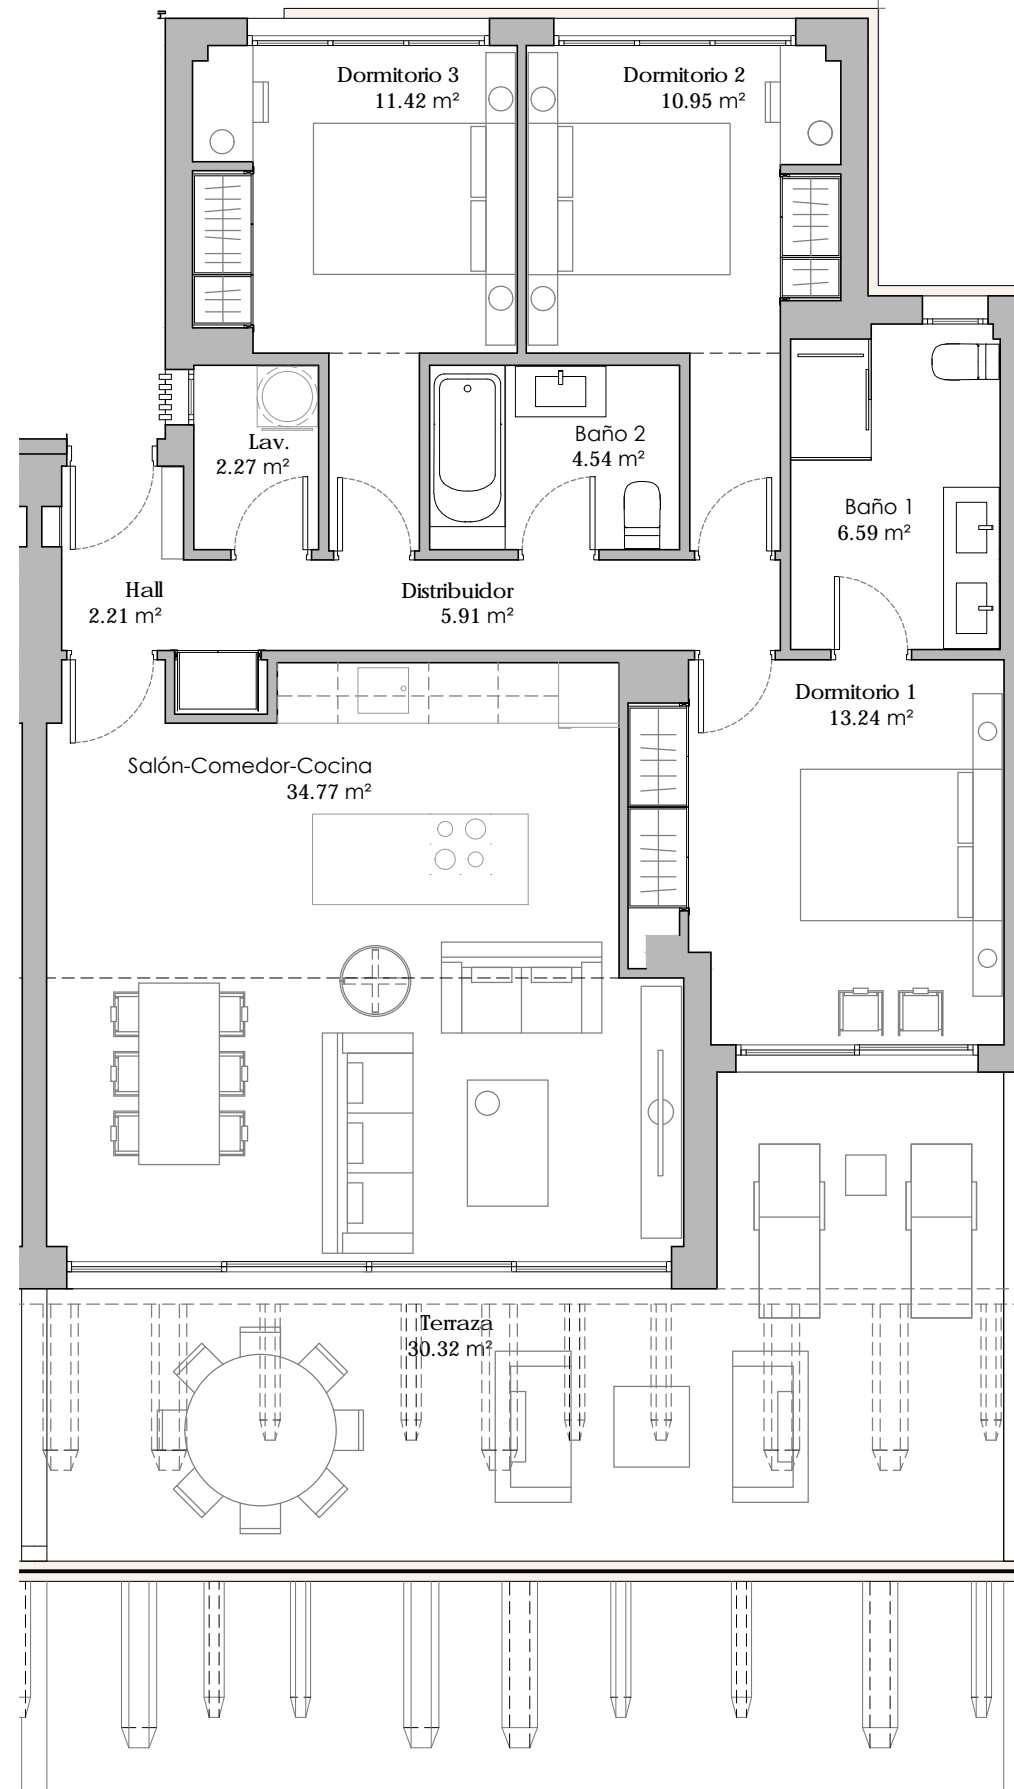 Dormitorio 3
11.42 m²
Dormitorio 2
10.95 m²
Lav.
2.27 m²
Baño 2
4.54 m²
Baño 1
6.59 m²
Hall
2.21 m²
Distribuidor
5.91 m²
Dormitorio 1
13.24 m²
Salón-Comedor-Cocina
34.77 m²
Terraza
30.32 m²